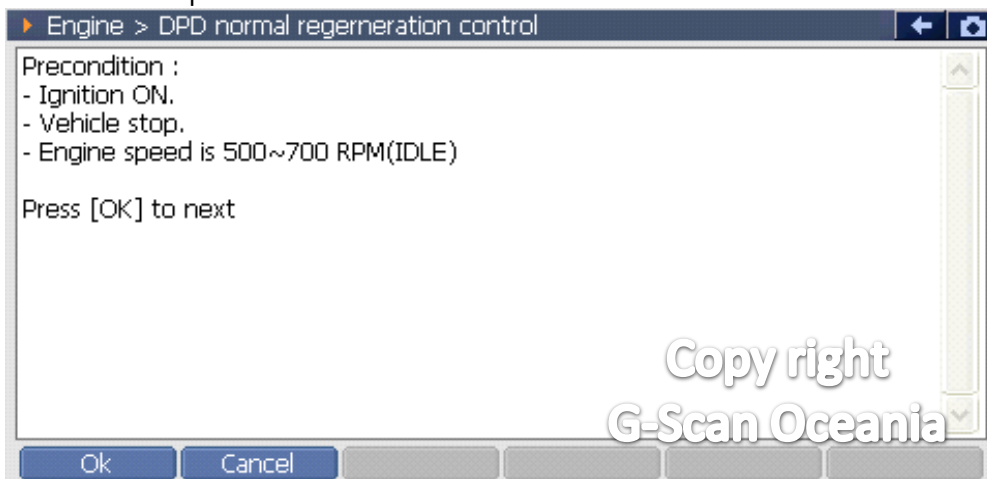 Engine > DPD normal regerneration control
Precondition :
- Ignition ON.
- Vehicle stop.
- Engine speed is 500~700 RPM(IDLE)
Press [OK] to next
Copy right
G-Scan Oceania
Ok Cancel